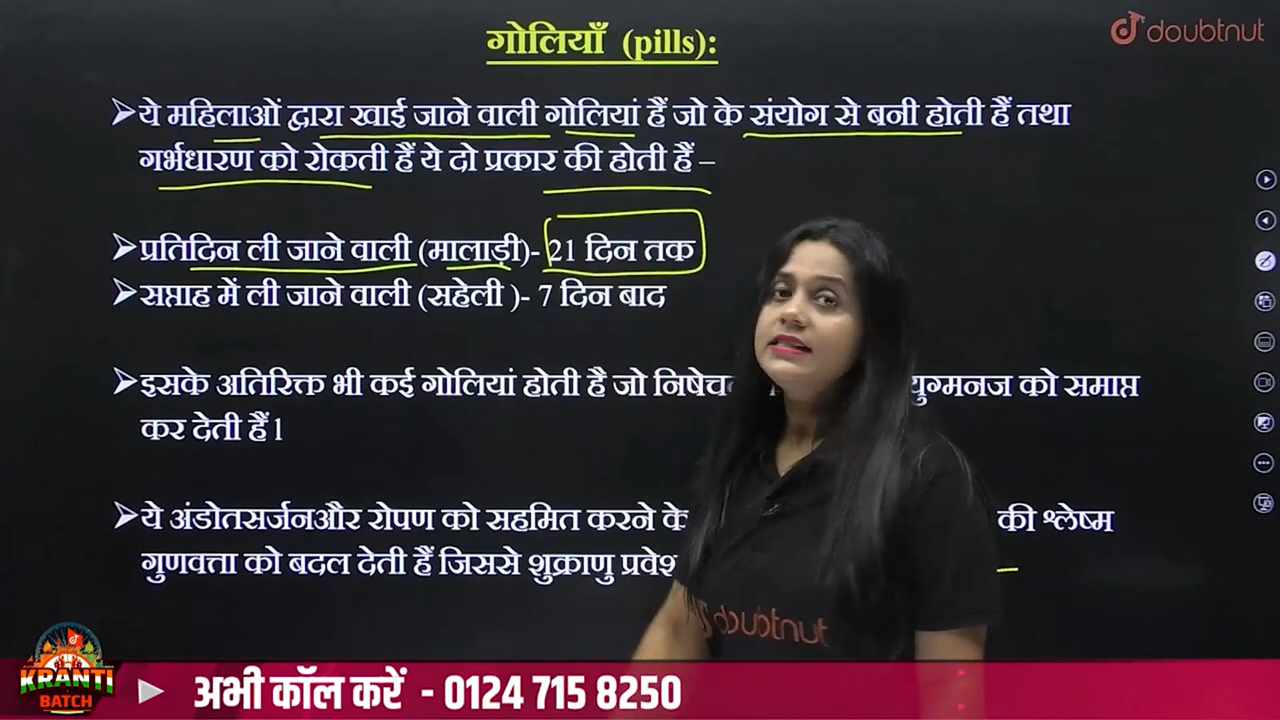 गोलियाँ (pills):
doubtnut
➢ये महिलाओं द्वारा खाई जाने वाली गोलियां हैं जो के संयोग से बनी होती हैं तथा
गर्भधारण को रोकती हैं ये दो प्रकार की होती हैं –
➢प्रतिदिन ली जाने वाली (मालाड़ी)- 21 दिन तक
➢सप्ताह में ली जाने वाली (सहेली )- 7 दिन बाद
➢इसके अतिरिक्त भी कई गोलियां होती है जो युग्मनज को समाप्त
कर देती हैं l
➢ये अंडोतसर्जनऔर रोपण को सहमित करने के की श्लेष्म
गुणवत्ता को बदल देती हैं जिससे शुक्राणु प्रवेश
doubtnut
KRANTI
BATCH
अभी कॉल करें - 0124 715 8250